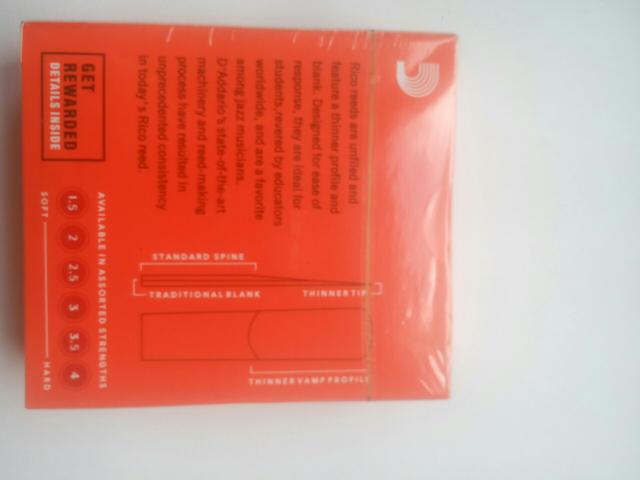 Rico reeds are unfiled and
feature a thinner profile and
blank. Designed for ease of
response, they are ideal for
students, revered by educators
worldwide, and are a favorite
among jazz musicians.
D'Addario's state-of-the-art
machinery and reed-making
process have resulted in
unprecedented consistency
in today's Rico reed.
STANDARD SPINE
TRADITIONAL BLANK
THINNER TIP
THINNER VAMP PROFILE
GET
REWARDED
DETAILS INSIDE
AVAILABLE IN ASSORTED STRENGTHS
1.5 2 2.5 3 3.5 4
SOFT HARD